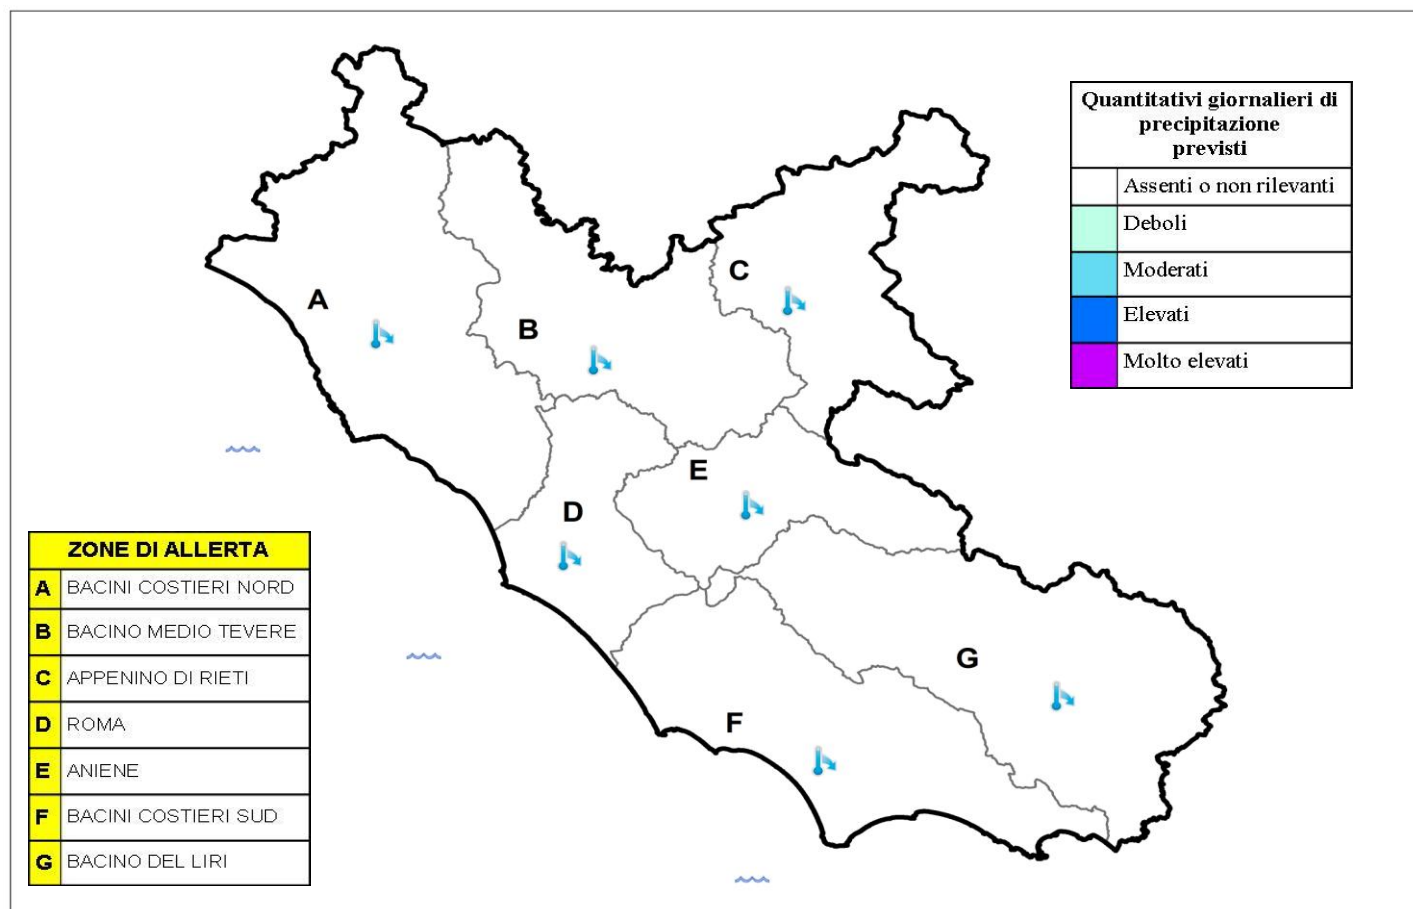 Quantitativi giornalieri di
precipitazione
previsti
Assenti o non rilevanti
Deboli
Moderati
Elevati
Molto elevati
A
B
C
D
E
F
G
ZONE DI ALLERTA
A BACINI COSTIERI NORD
B BACINO MEDIO TEVERE
C APPENINO DI RIETI
D ROMA
E ANIENE
F BACINI COSTIERI SUD
G BACINO DEL LIRI